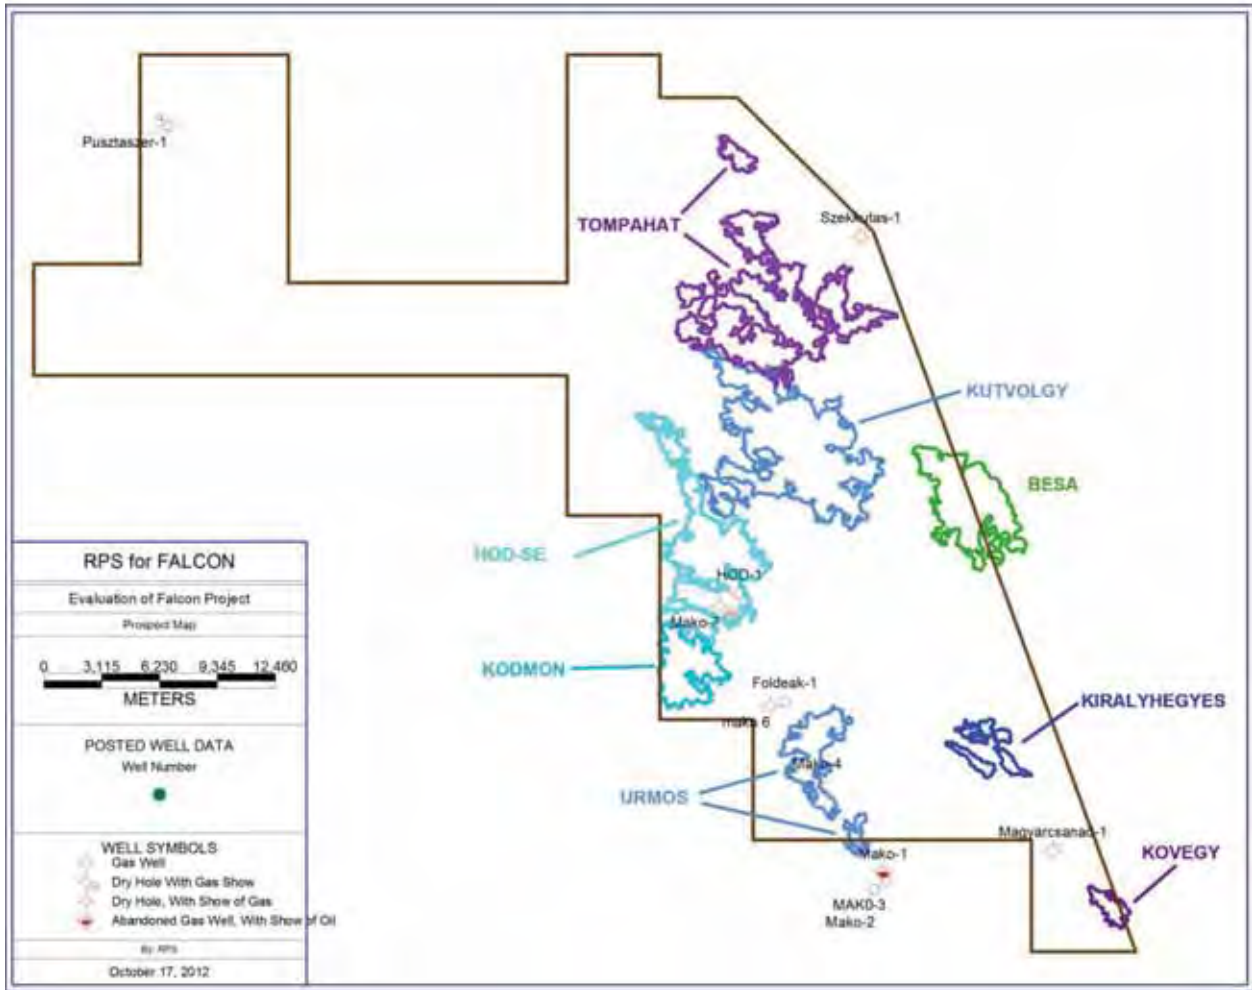 Pusztaszer-1
TOMPAHAT
Szekkutas-1
KUTVOLGY
BESA
HOD-SE
HOD-1
Mako-7
KODMON
Foldeak-1
mako 6
KIRALYHEGYES
Mako-4
URMOS
Magyarcsanad-1
Mako-1
KOVEGY
MAK0-3
Mako-2
RPS for FALCON
Evaluation of Falcon Project
Prospect Map
0 3,115 6,230 9,345 12,460
METERS
POSTED WELL DATA
Well Number
WELL SYMBOLS
Gas Well
Dry Hole With Gas Show
Dry Hole, With Show of Gas
Abandoned Gas Well, With Show of Oil
By: RPS
October 17, 2012